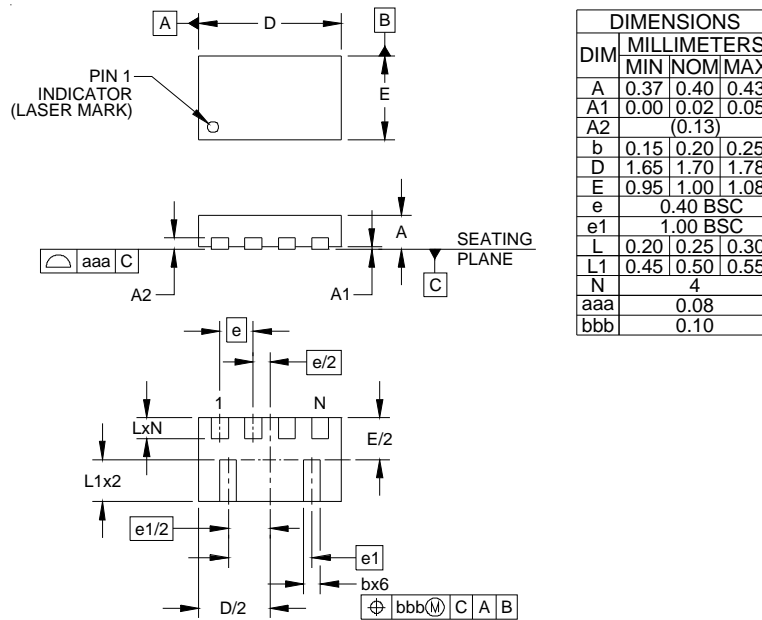 A
D
B
PIN 1
INDICATOR
(LASER MARK)
E
A
SEATING
PLANE
aaa C
A2
A1
C
e
e/2
1
N
LxN
E/2
L1x2
e1/2
e1
bx6
D/2
bbb Ⓜ C A B
DIMENSIONS
DIM MILLIMETERS
MIN NOM MAX
A 0.37 0.40 0.43
A1 0.00 0.02 0.05
A2 (0.13)
b 0.15 0.20 0.25
D 1.65 1.70 1.78
E 0.95 1.00 1.08
e 0.40 BSC
e1 1.00 BSC
L 0.20 0.25 0.30
L1 0.45 0.50 0.55
N 4
aaa 0.08
bbb 0.10